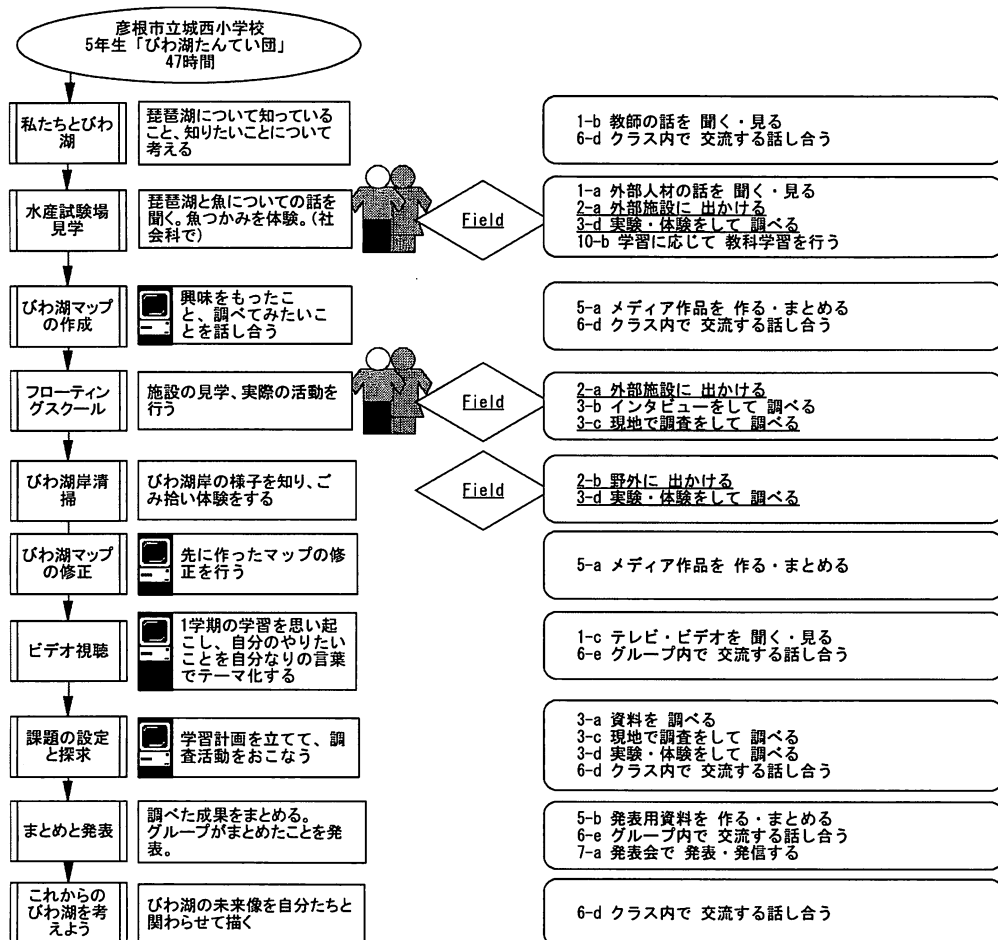 彦根市立城西小学校
5年生「びわ湖たんてい団」
47時間
私たちとびわ
湖
琵琶湖について知っている
こと、知りたいことについて
考える
1-b 教師の話を 聞く・見る
6-d クラス内で 交流する話し合う
水産試験場
見学
琵琶湖と魚についての話を
聞く。魚つかみを体験。(社
会科で)
Field
1-a 外部人材の話を 聞く・見る
2-a 外部施設に 出かける
3-d 実験・体験をして 調べる
10-b 学習に応じて 教科学習を行う
びわ湖マップ
の作成
興味をもったこ
と、調べてみたいこ
とを話し合う
5-a メディア作品を 作る・まとめる
6-d クラス内で 交流する話し合う
フローティン
グスクール
施設の見学、実際の活動を
行う
Field
2-a 外部施設に 出かける
3-b インタビューをして 調べる
3-c 現地で調査をして 調べる
びわ湖岸清
掃
びわ湖岸の様子を知り、ご
み拾い体験をする
Field
2-b 野外に 出かける
3-d 実験・体験をして 調べる
びわ湖マップ
の修正
先に作ったマップの修
正を行う
5-a メディア作品を 作る・まとめる
ビデオ視聴
1学期の学習を思い起
こし、自分のやりたい
ことを自分なりの言葉
でテーマ化する
1-c テレビ・ビデオを 聞く・見る
6-e グループ内で 交流する話し合う
課題の設定
と探求
学習計画を立てて、調
査活動をおこなう
3-a 資料を 調べる
3-c 現地で調査をして 調べる
3-d 実験・体験をして 調べる
6-d クラス内で 交流する話し合う
まとめと発表
調べた成果をまとめる。
グループがまとめたことを発
表。
5-b 発表用資料を 作る・まとめる
6-e グループ内で 交流する話し合う
7-a 発表会で 発表・発信する
これからの
びわ湖を考
えよう
びわ湖の未来像を自分たちと
関わらせて描く
6-d クラス内で 交流する話し合う